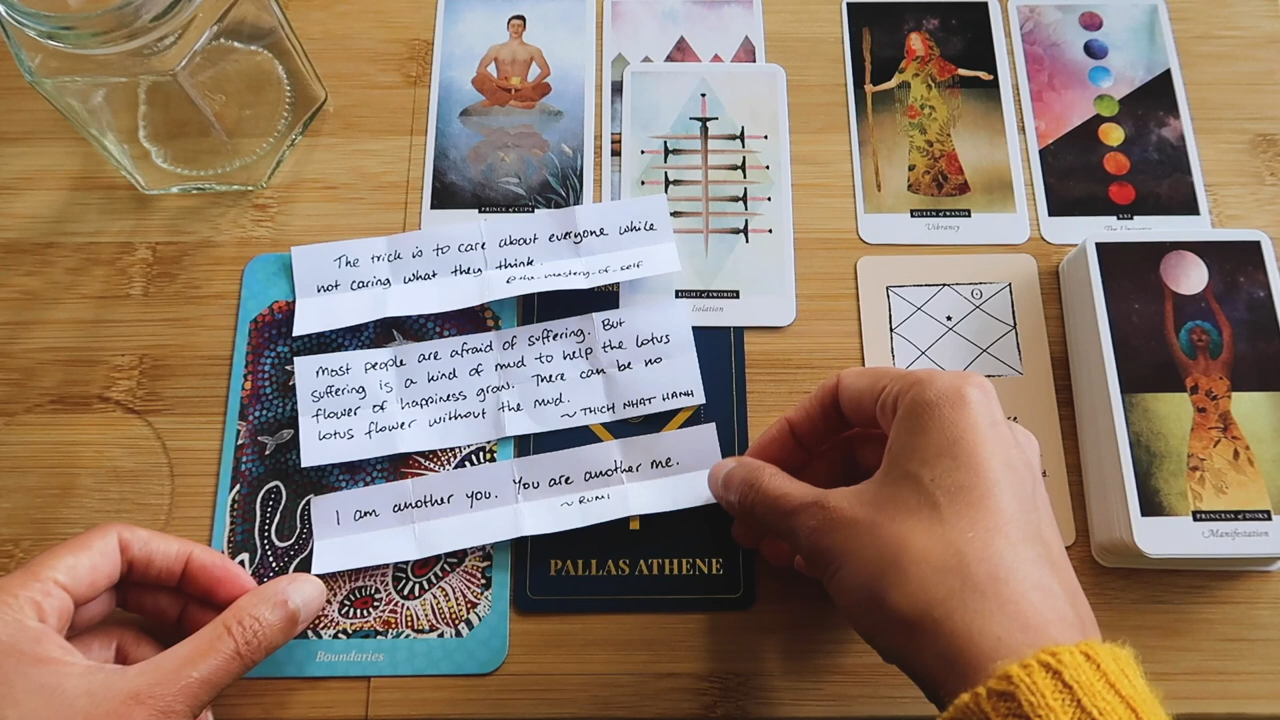 PRINCE of CUPS
QUEEN of WANDS
Vibrancy
XXI
The Universe
The trick is to care about everyone while
not caring what they think.
@the_mastery_of_self
EIGHT of SWORDS
Isolation
Most people are afraid of suffering. But
suffering is a kind of mud to help the lotus
flower of happiness grow. There can be no
lotus flower without the mud.
~ THICH NHAT HANH
I am another you. You are another me.
~ RUMI
PALLAS ATHENE
Boundaries
PRINCESS of DISKS
Manifestation